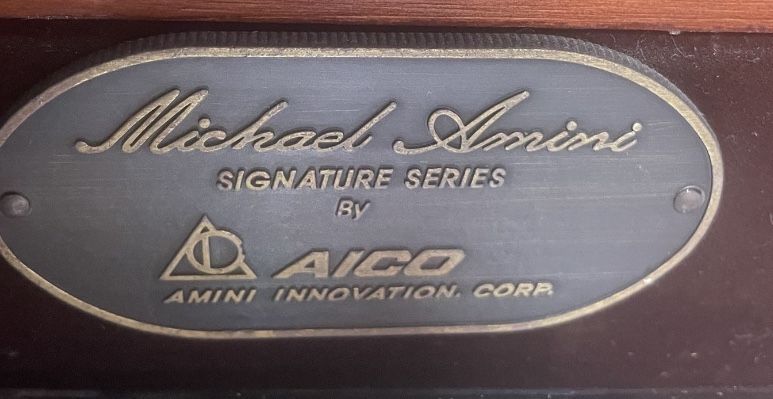 Michael Amini
SIGNATURE SERIES
By
AICO
AMINI INNOVATION, CORP.